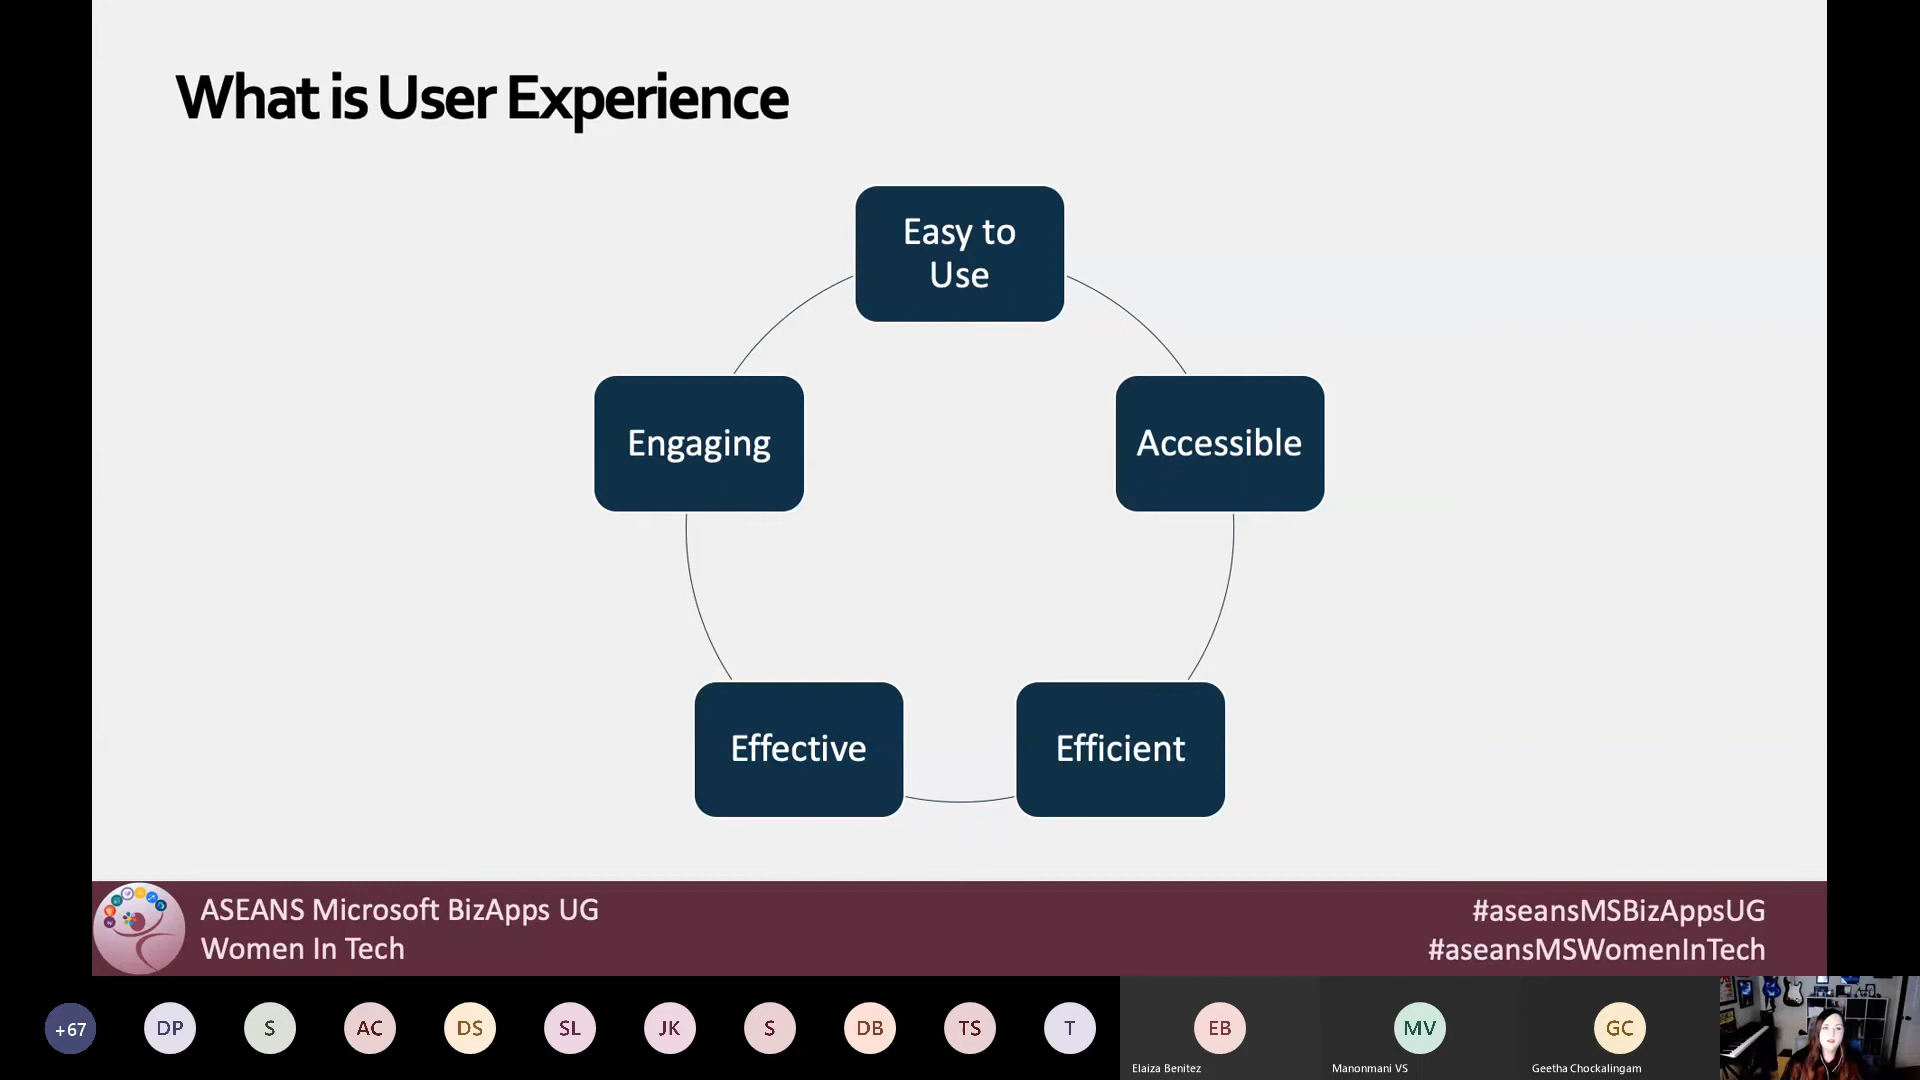 What is User Experience
Easy to
Use
Engaging
Accessible
Effective
Efficient
ASEANS Microsoft BizApps UG
Women In Tech
#aseansMSBizAppsUG
#aseansMSWomenInTech
+67
DP
S
AC
DS
SL
JK
S
DB
TS
T
EB
MV
GC
Elaiza Benitez
Manonmani VS
Geetha Chockalingam